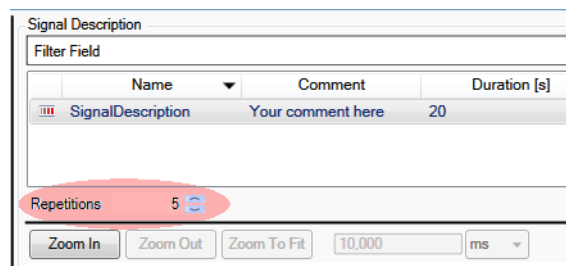 Signal Description
Filter Field
Name Comment Duration [s]
SignalDescription Your comment here 20
Repetitions 5
Zoom In Zoom Out Zoom To Fit 10,000 ms